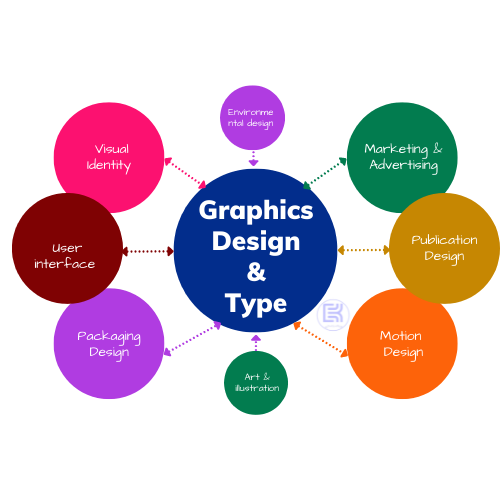 Environme
ntal design
Visual
Identity
Marketing &
Advertising
Graphics
Design
&
Type
User
interface
Publication
Design
Packaging
Design
Motion
Design
Art &
illustration